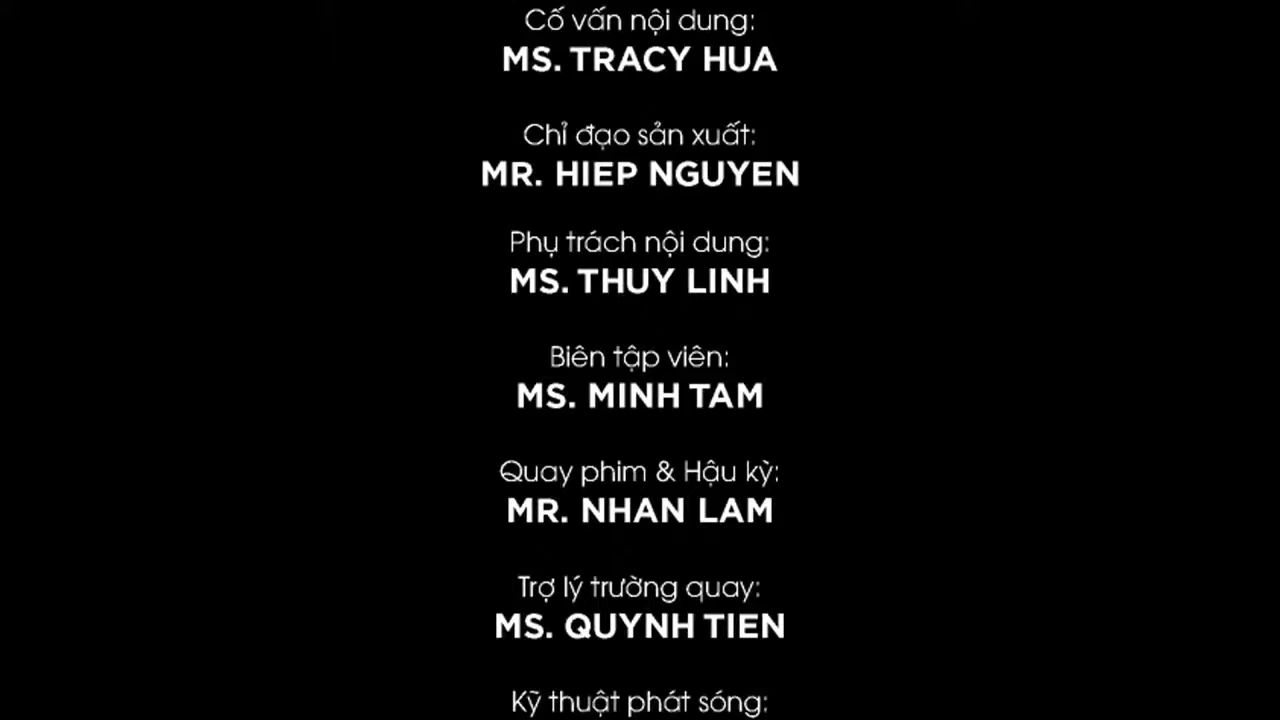 Cố vấn nội dung:
MS. TRACY HUA
Chỉ đạo sản xuất:
MR. HIEP NGUYEN
Phụ trách nội dung:
MS. THUY LINH
Biên tập viên:
MS. MINH TAM
Quay phim & Hậu kỳ:
MR. NHAN LAM
Trợ lý trường quay:
MS. QUYNH TIEN
Kỹ thuật phát sóng: